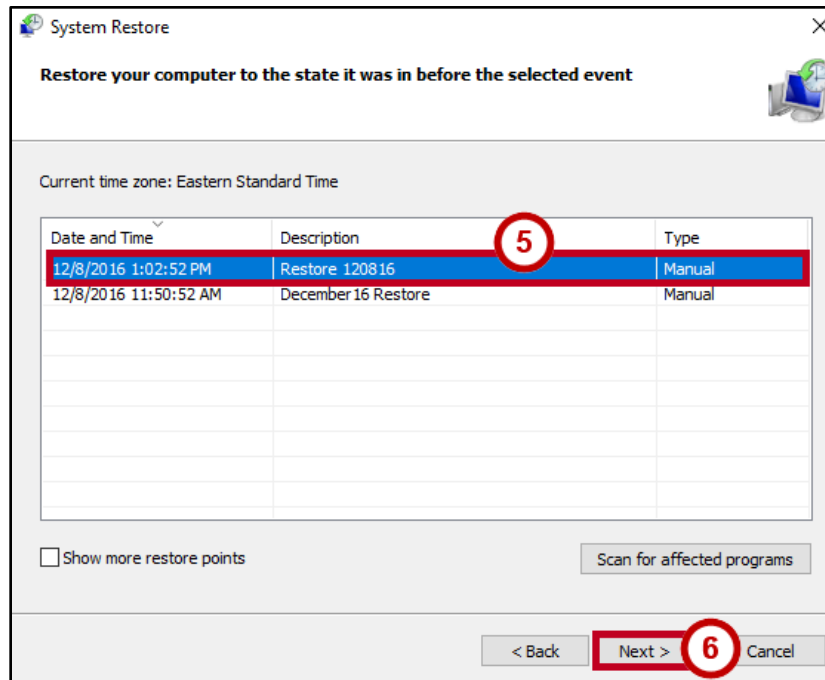 System Restore
Restore your computer to the state it was in before the selected event
Current time zone: Eastern Standard Time
Date and Time Description 5 Type
12/8/2016 1:02:52 PM Restore 120816 Manual
12/8/2016 11:50:52 AM December16 Restore Manual
Show more restore points Scan for affected programs
< Back Next > 6 Cancel